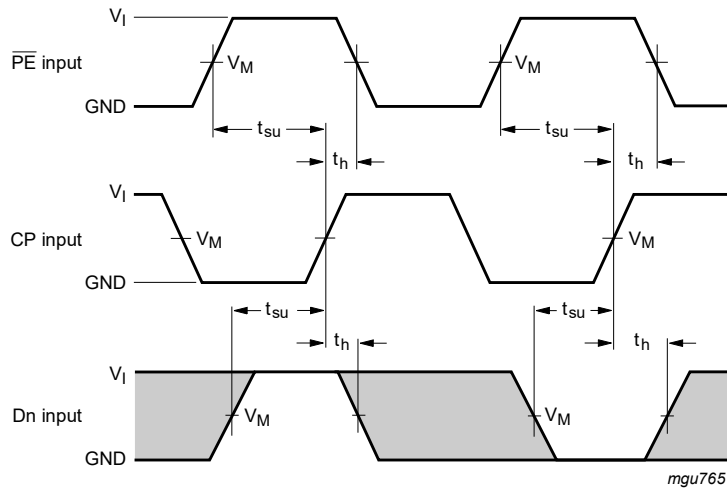 V_I
P̅E̅ input
V_M
V_M
GND
t_su
t_su
t_h
t_h
V_I
CP input
V_M
V_M
GND
t_su
t_su
t_h
t_h
V_I
Dn input
V_M
V_M
GND
mgu765